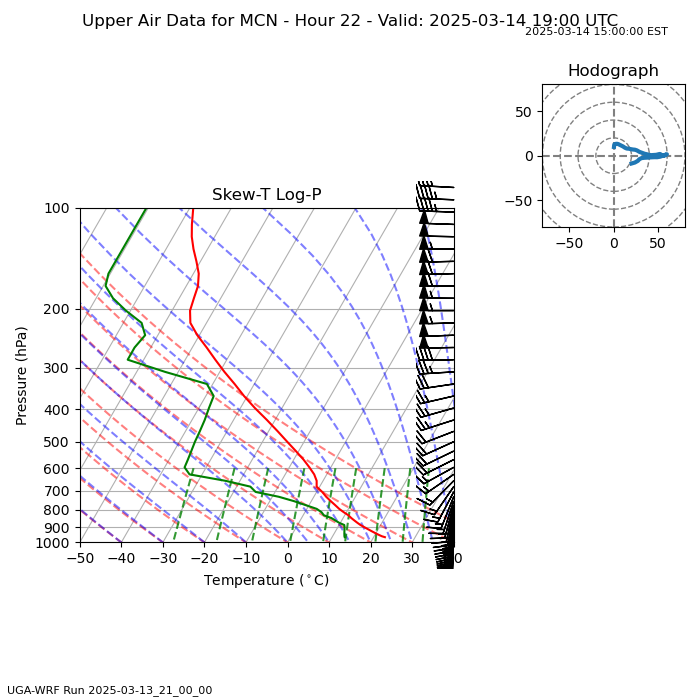 Upper Air Data for MCN - Hour 22 - Valid: 2025-03-14 19:00 UTC
2025-03-14 15:00:00 EST
Hodograph
50
0
−50
−50 0 50
Skew-T Log-P
100
200
300
400
500
600
700
800
900
1000
Pressure (hPa)
−50 −40 −30 −20 −10 0 10 20 30
Temperature (°C)
UGA-WRF Run 2025-03-13_21_00_00